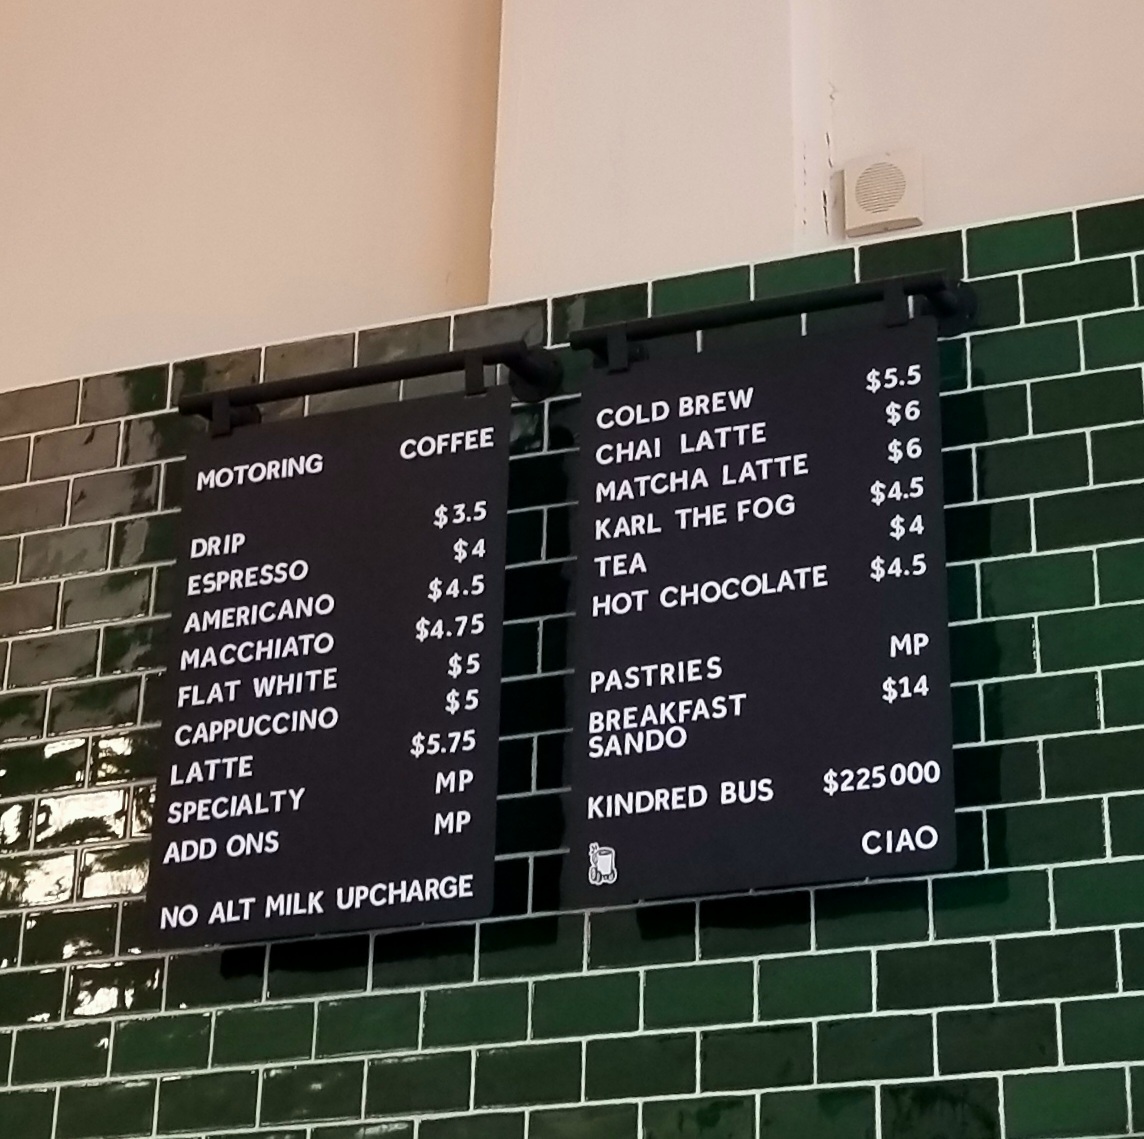 MOTORING COFFEE
DRIP $3.5
ESPRESSO $4
AMERICANO $4.5
MACCHIATO $4.75
FLAT WHITE $5
CAPPUCCINO $5
LATTE $5.75
SPECIALTY MP
ADD ONS MP
NO ALT MILK UPCHARGE
COLD BREW $5.5
CHAI LATTE $6
MATCHA LATTE $6
KARL THE FOG $4.5
TEA $4
HOT CHOCOLATE $4.5
PASTRIES MP
BREAKFAST $14
SANDO
KINDRED BUS $225000
CIAO